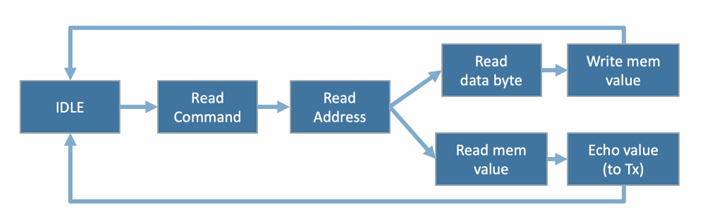 IDLE
Read
Command
Read
Address
Read
data byte
Write mem
value
Read mem
value
Echo value
(to Tx)